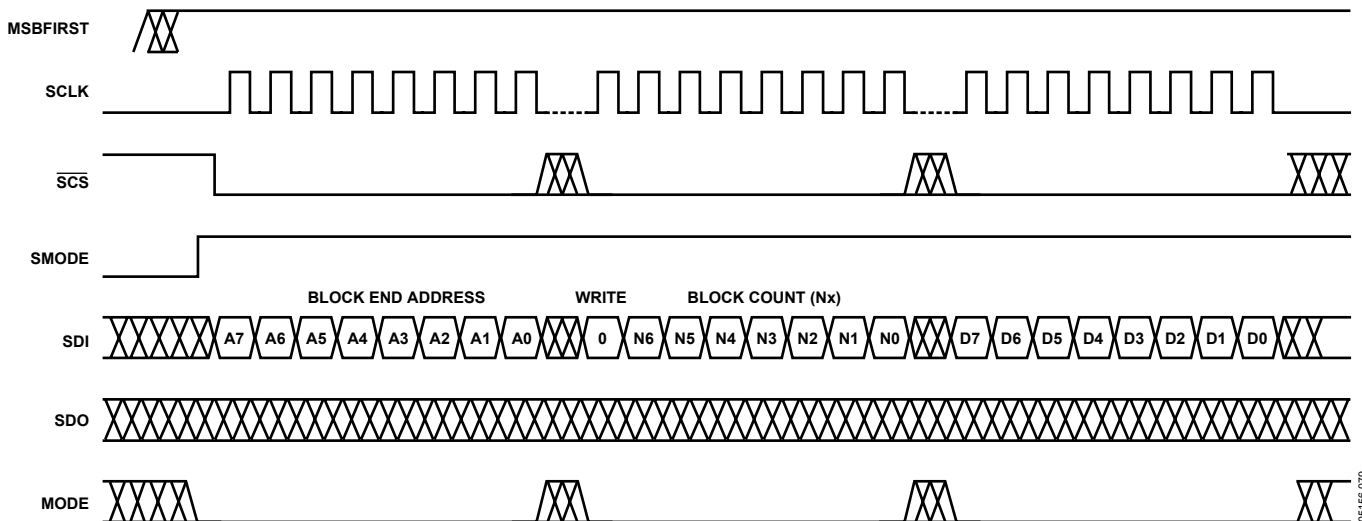 MSBFIRST
SCLK
SCS
SMODE
BLOCK END ADDRESS WRITE BLOCK COUNT (Nx)
SDI A7 A6 A5 A4 A3 A2 A1 A0 0 N6 N5 N4 N3 N2 N1 N0 D7 D6 D5 D4 D3 D2 D1 D0
SDO
MODE
05156-079